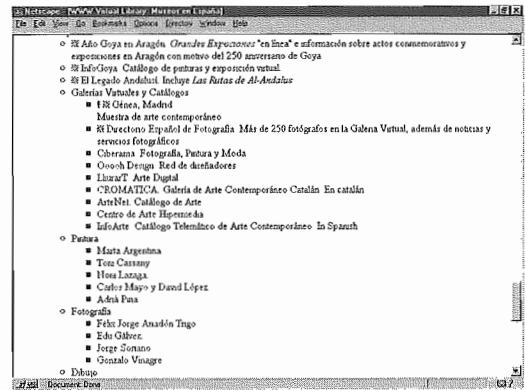 Netscape - [WWW Virtual Library: Museos en España]
File Edit View Go Bookmarks Options Directory Window Help
Año Goya en Aragón. Grandes Exposiciones "en línea" e información sobre actos conmemorativos y
exposiciones en Aragón con motivo del 250 aniversario de Goya
InfoGoya Catálogo de pinturas y exposición virtual.
El Legado Andalusí. Incluye Las Rutas de Al-Andalus
Galerías Virtuales y Catálogos
Génea, Madrid
Muestra de arte contemporáneo
Directorio Español de Fotografía Más de 250 fotógrafos en la Galería Virtual, además de noticias y
servicios fotográficos
Ciberama Fotografía, Pintura y Moda
Ooooh Design Red de diseñadores
LliurarT Arte Digital
CROMATICA. Galería de Arte Contemporáneo Catalán En catalán
ArteNet. Catálogo de Arte
Centro de Arte Hipermedia
InfoArte Catálogo Telemático de Arte Contemporáneo In Spanish
Pintura
Marta Argentina
Tom Cassany
Nora Lazaga
Carlos Mayo y David López
Adrià Pina
Fotografía
Felix Jorge Anadón Trigo
Edu Gálvez
Jorge Soriano
Gonzalo Vinagre
Dibujo
Document: Done